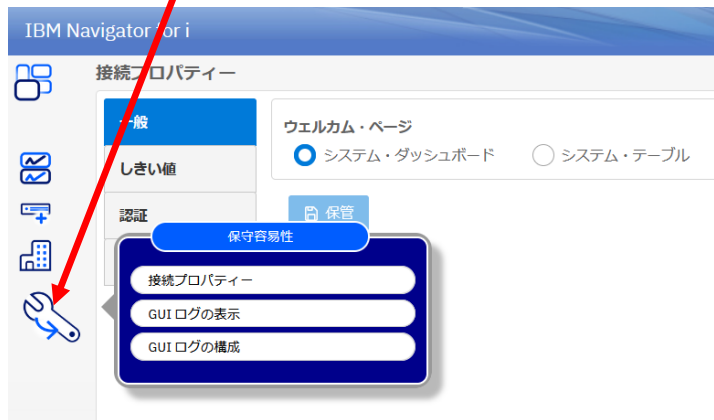 IBM Navigator for i
接続プロパティー
一般
ウェルカム・ページ
システム・ダッシュボード
システム・テーブル
しきい値
認証
保管
保守容易性
接続プロパティー
GUI ログの表示
GUI ログの構成